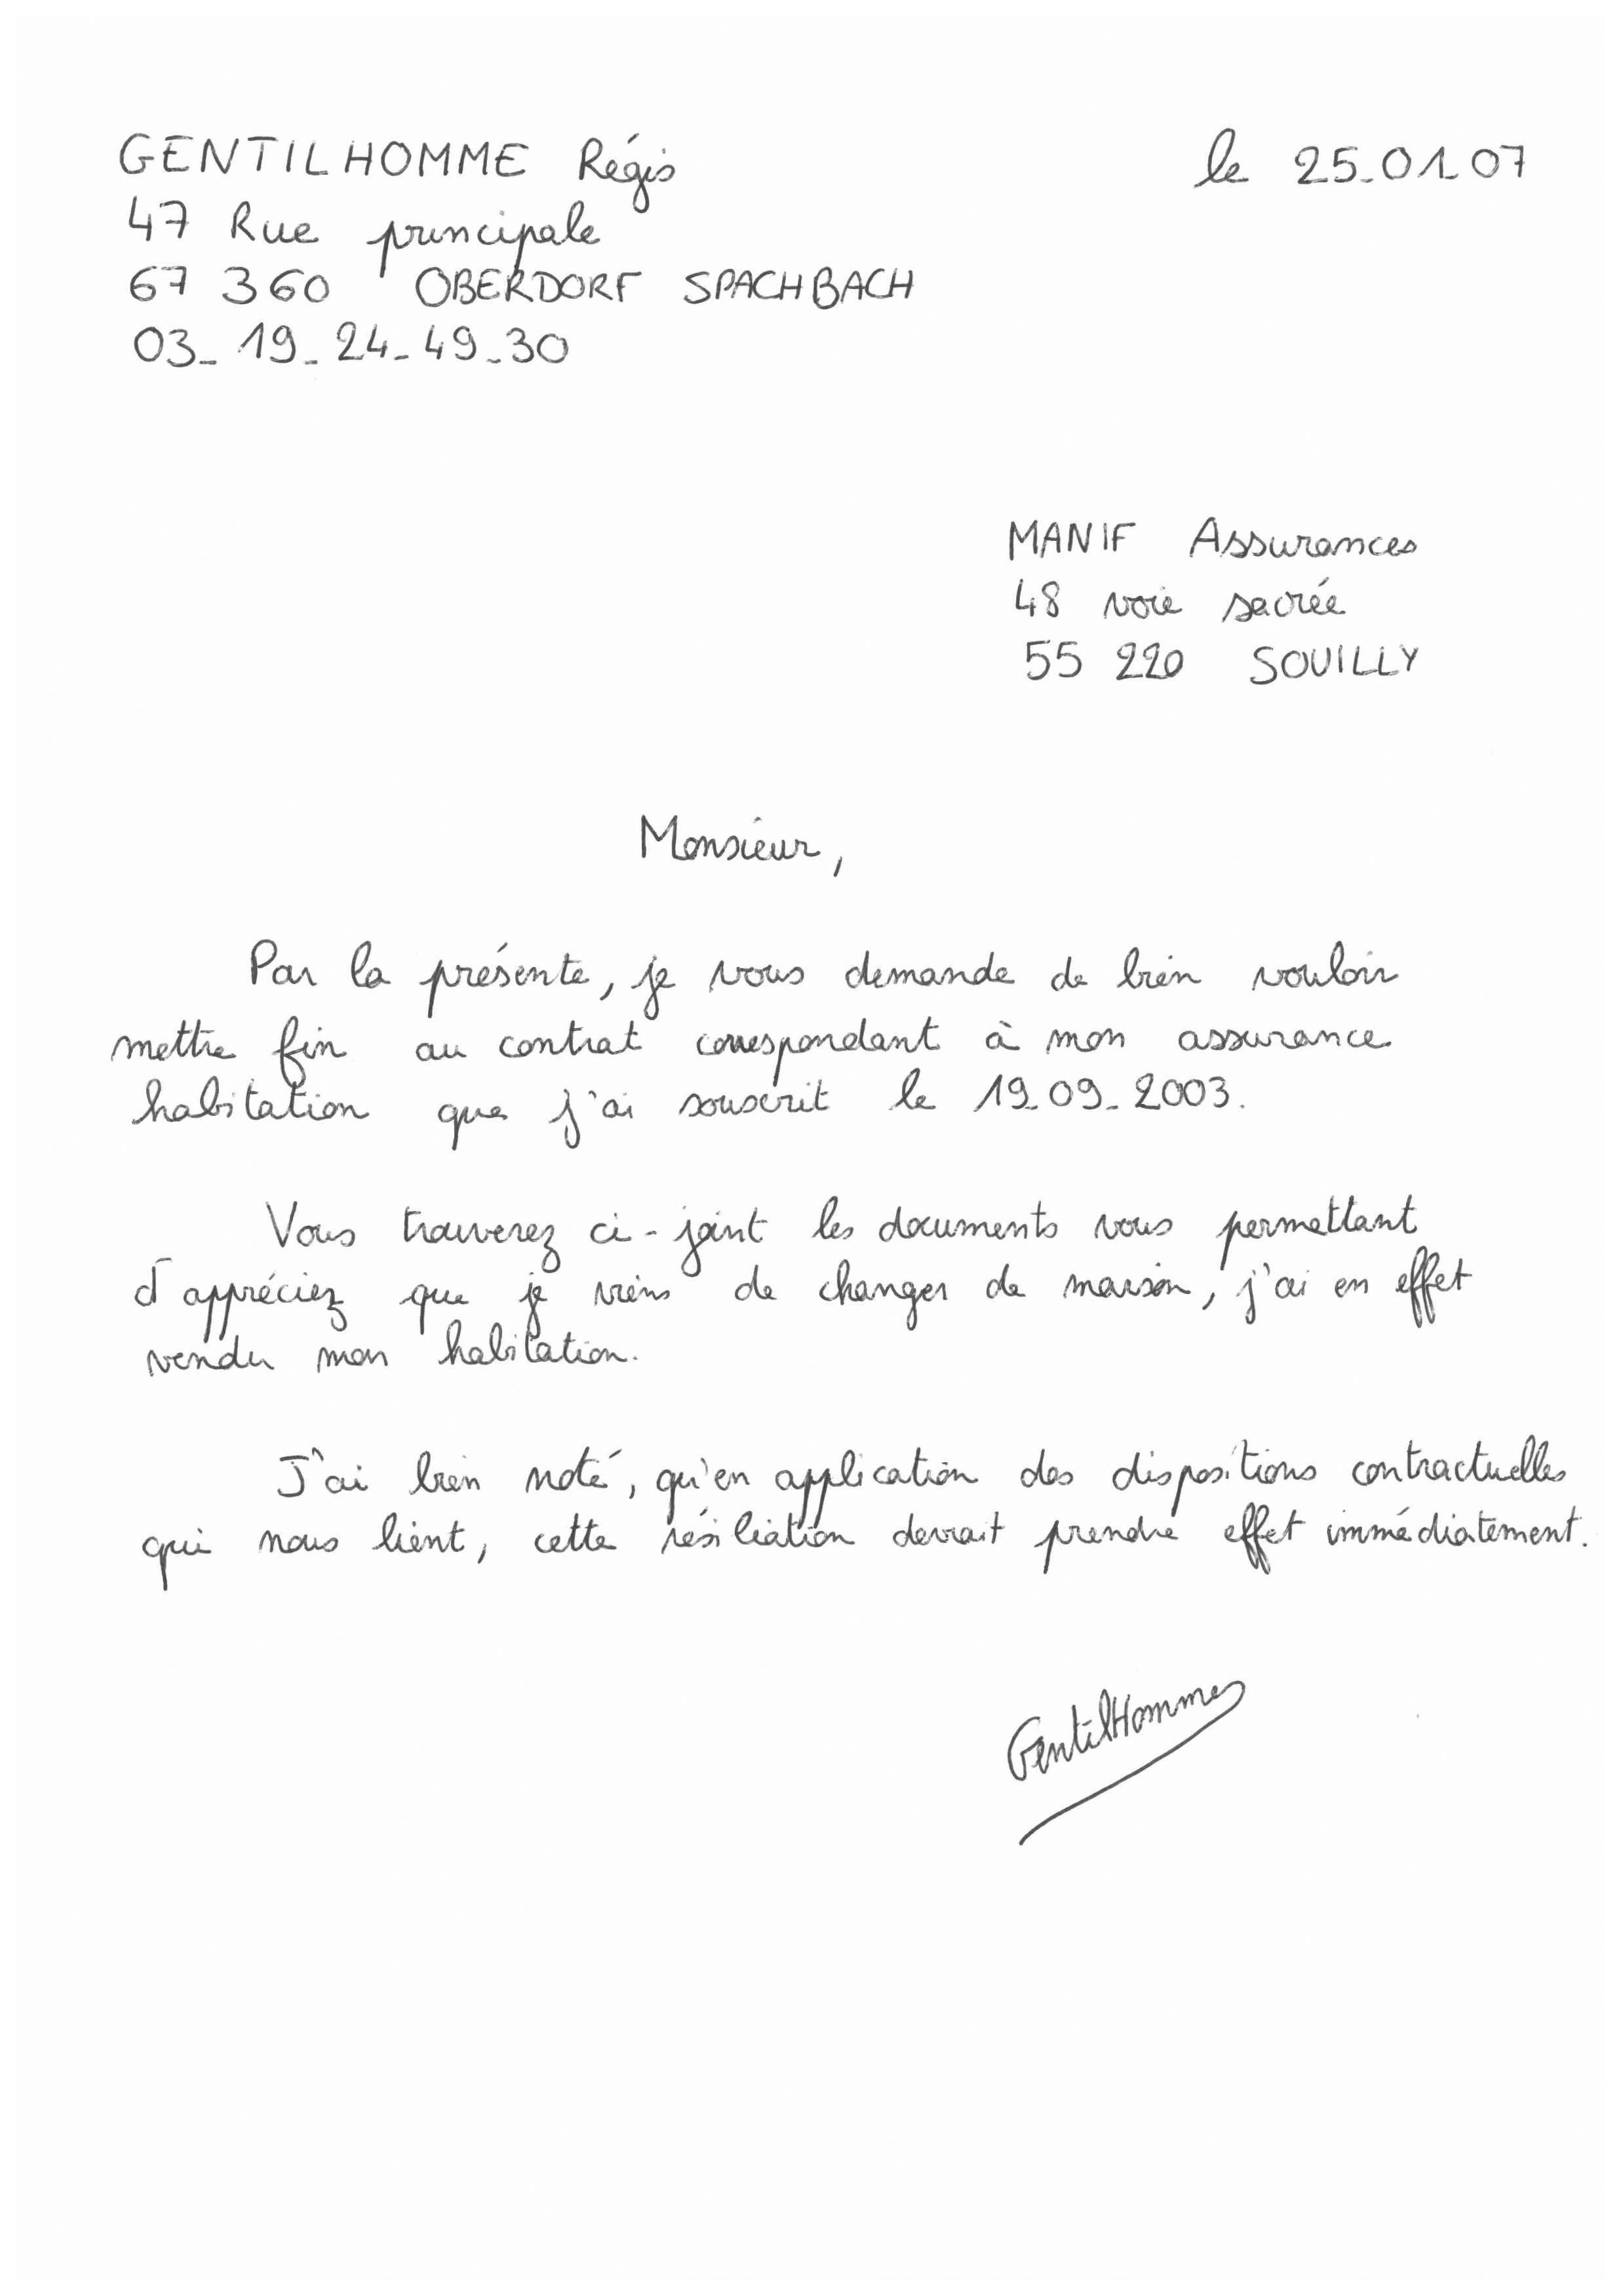 GENTILHOMME Régis
le 25.01.07
47 Rue principale
67 360 OBERDORF SPACHBACH
03_19_24_49_30
MANIF Assurances
48 voie sacrée
55 220 SOUILLY
Monsieur,
Par la présente, je vous demande de bien vouloir
mettre fin au contrat correspondant à mon assurance
habitation que j'ai souscrit le 19_09_2003.
Vous trouverez ci-joint les documents vous permettant
d'appréciez que je viens de changer de maison, j'ai en effet
vendu mon habitation.
J'ai bien noté, qu'en application des dispositions contractuelles
qui nous lient, cette résiliation devrait prendre effet immédiatement.
GentilHomme